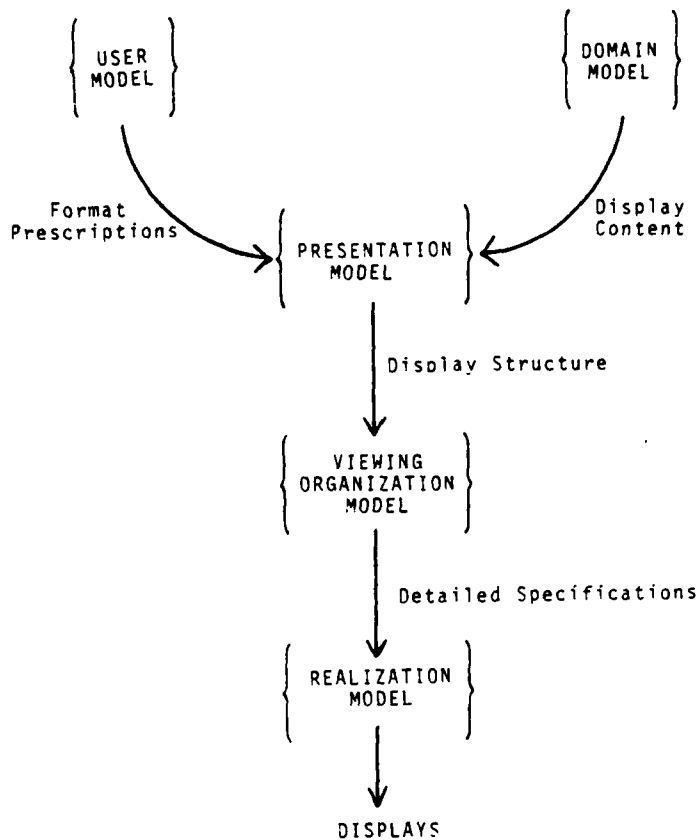 USER
MODEL
DOMAIN
MODEL
Format
Prescriptions
Display
Content
PRESENTATION
MODEL
Display Structure
VIEWING
ORGANIZATION
MODEL
Detailed Specifications
REALIZATION
MODEL
DISPLAYS